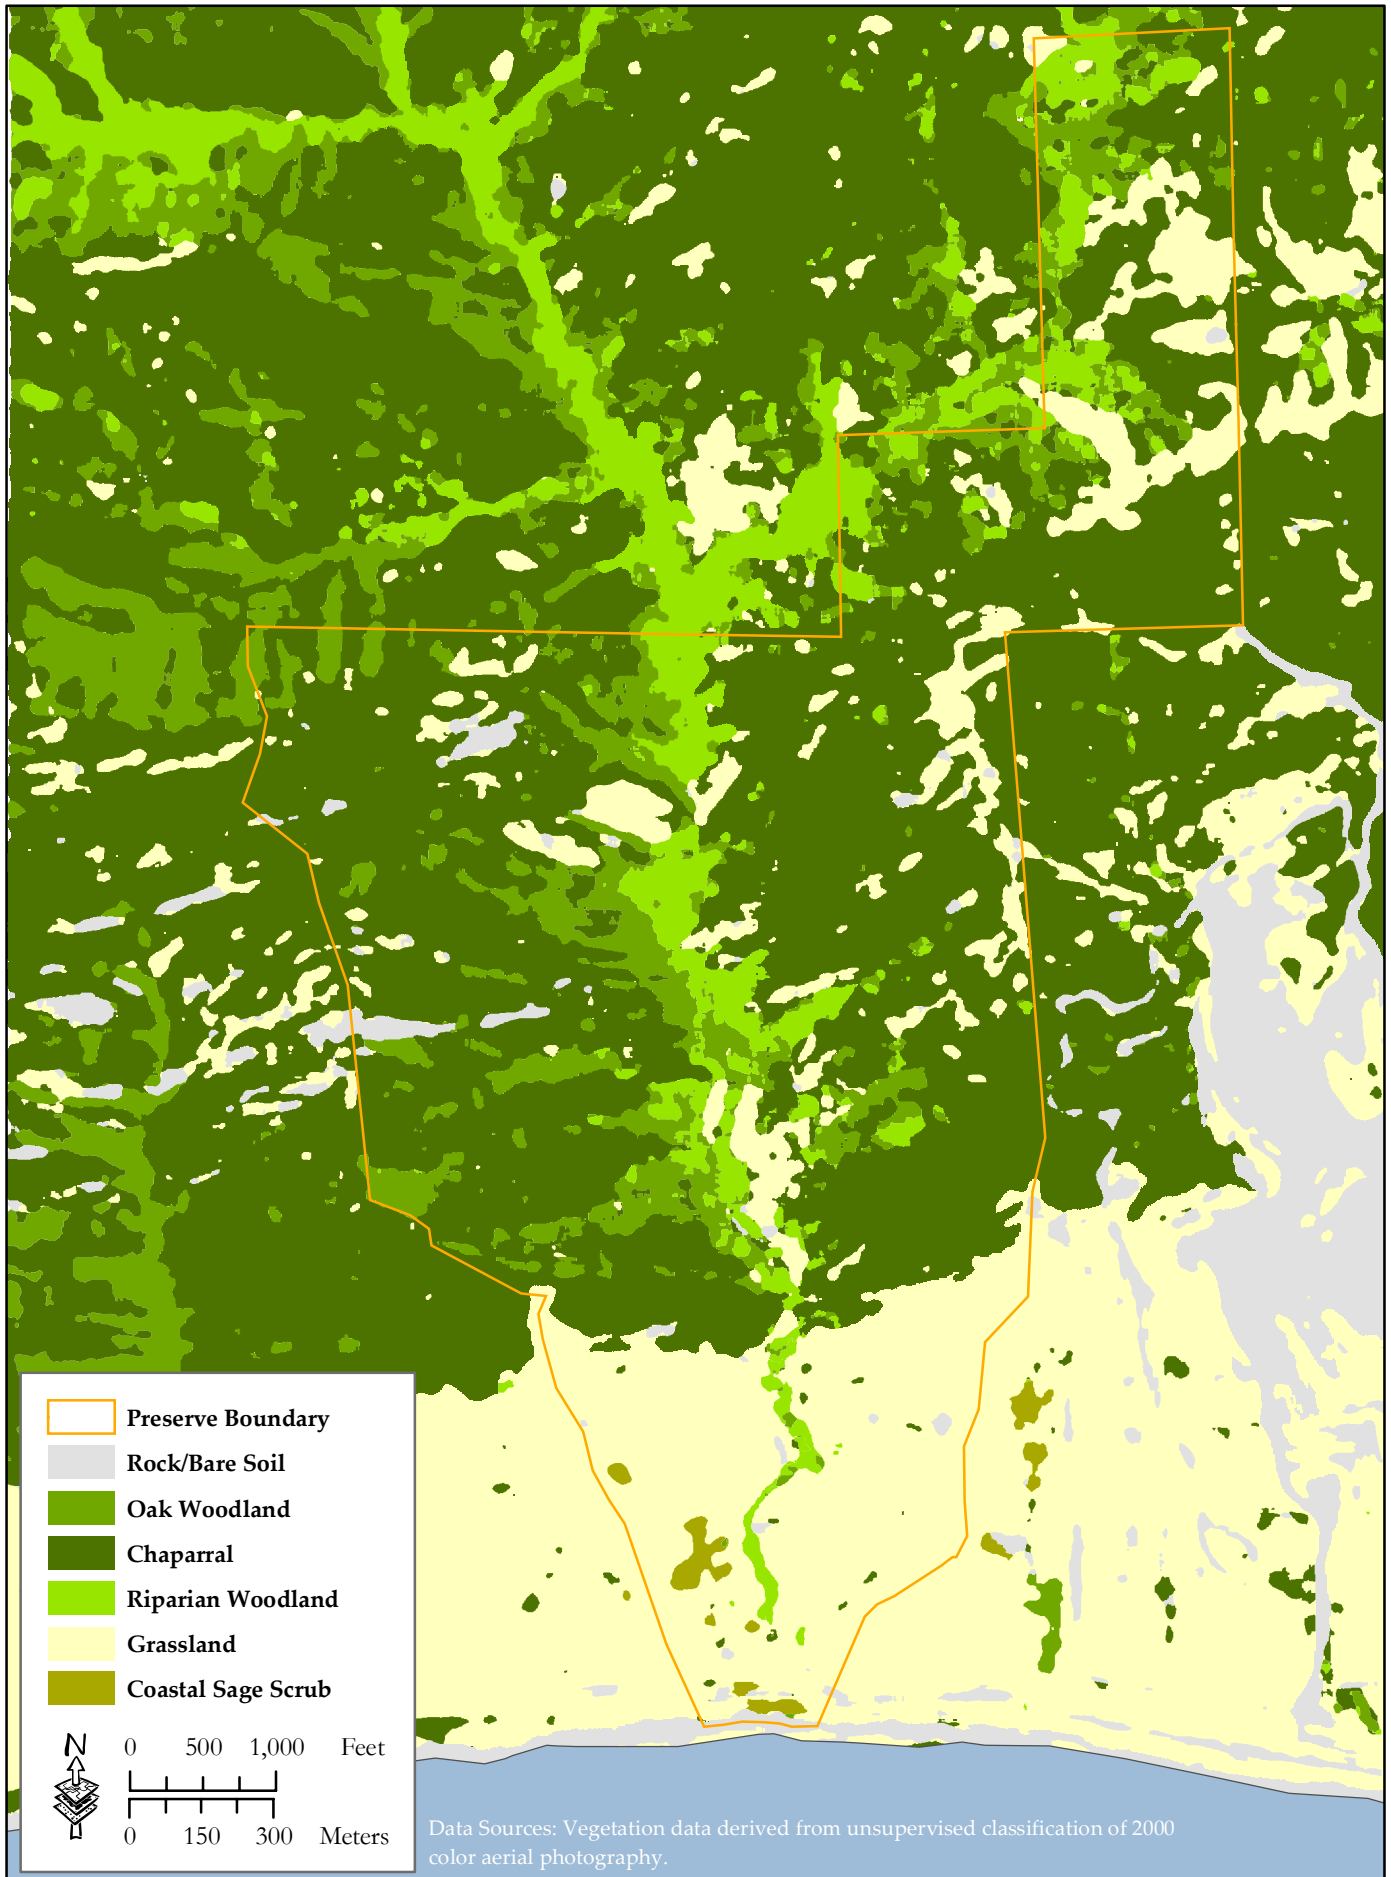 Preserve Boundary
Rock/Bare Soil
Oak Woodland
Chaparral
Riparian Woodland
Grassland
Coastal Sage Scrub
N
0 500 1,000 Feet
0 150 300 Meters
Data Sources: Vegetation data derived from unsupervised classification of 2000
color aerial photography.